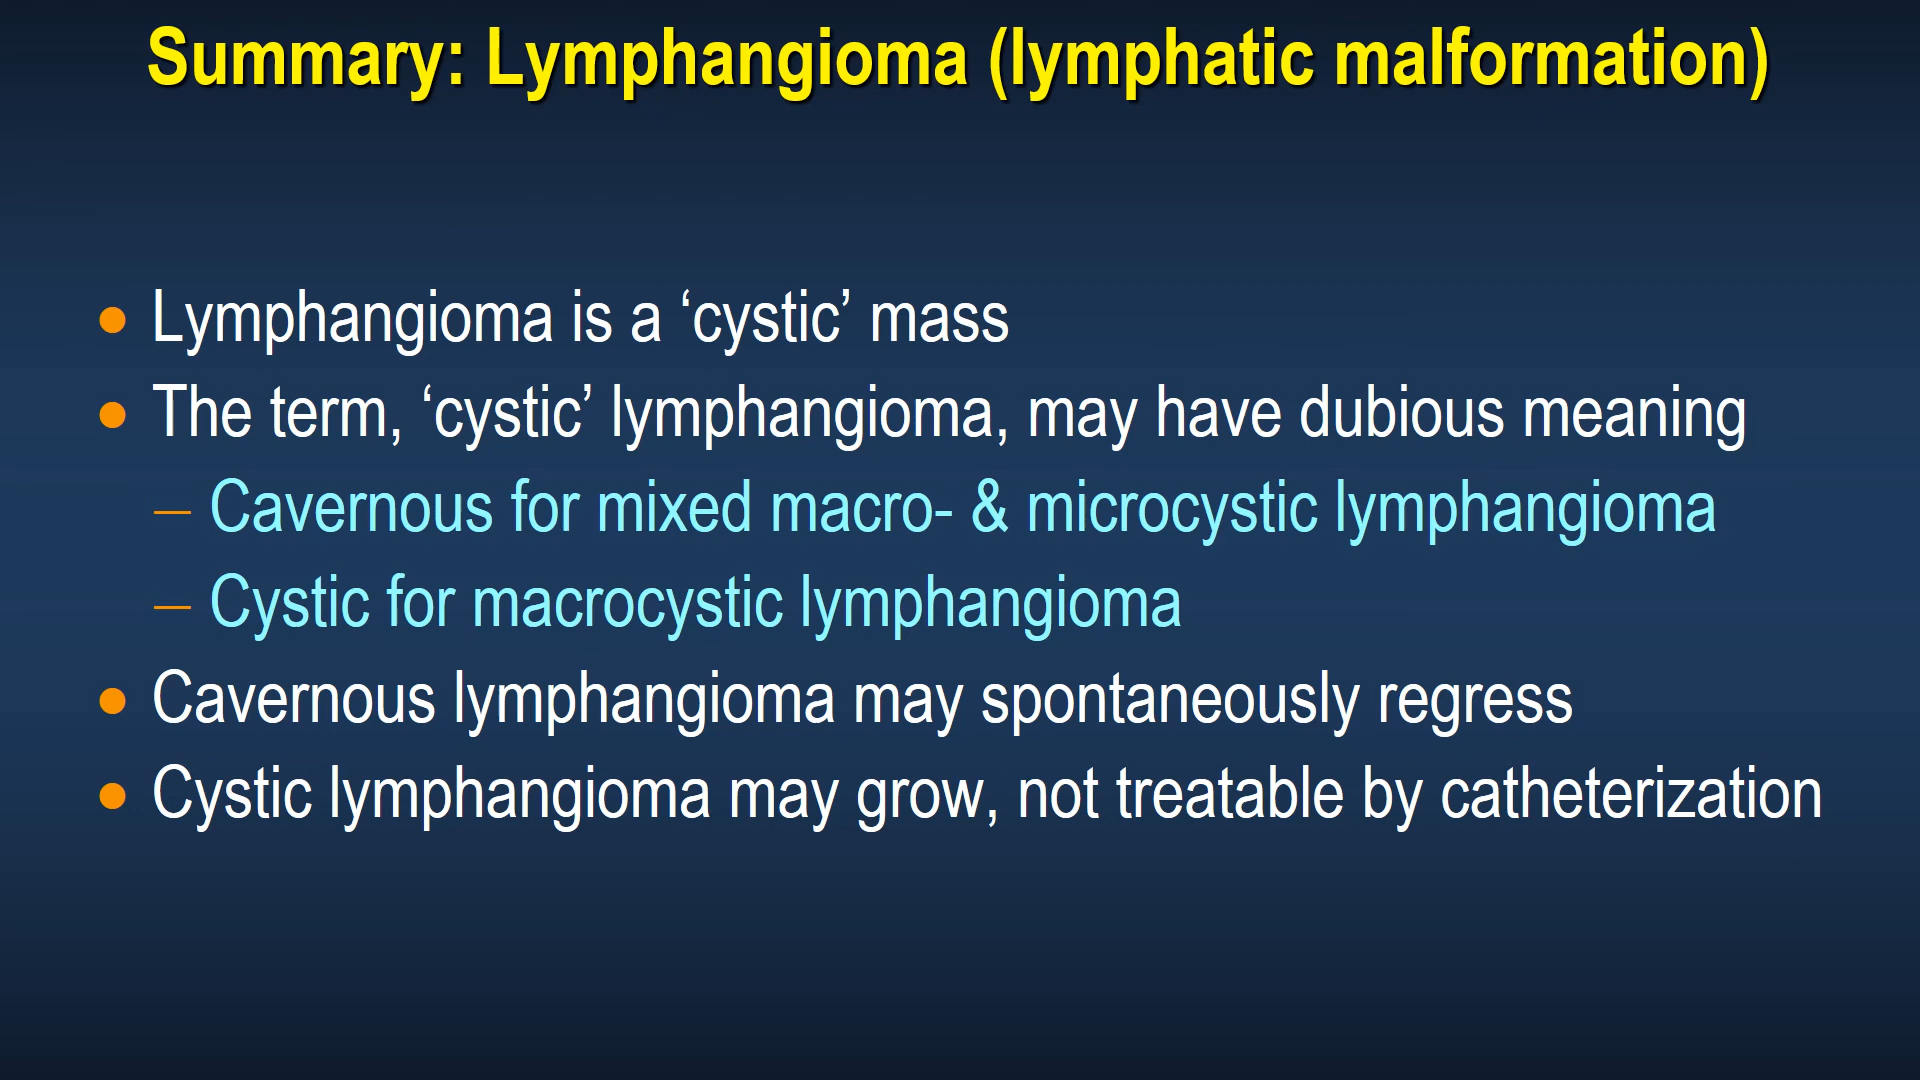 Summary: Lymphangioma (lymphatic malformation)
• Lymphangioma is a ‘cystic’ mass
• The term, ‘cystic’ lymphangioma, may have dubious meaning
– Cavernous for mixed macro- & microcystic lymphangioma
– Cystic for macrocystic lymphangioma
• Cavernous lymphangioma may spontaneously regress
• Cystic lymphangioma may grow, not treatable by catheterization